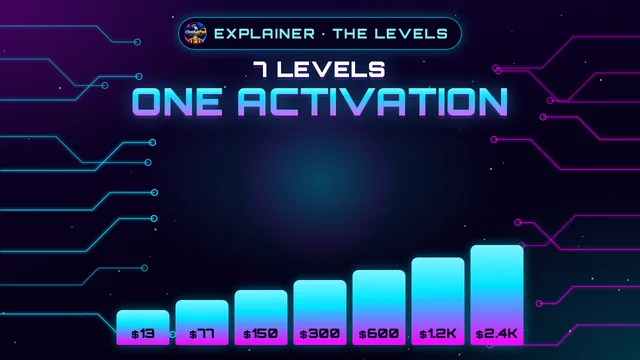 EXPLAINER · THE LEVELS
7 LEVELS
ONE ACTIVATION
$13 $77 $150 $300 $600 $1.2K $2.4K